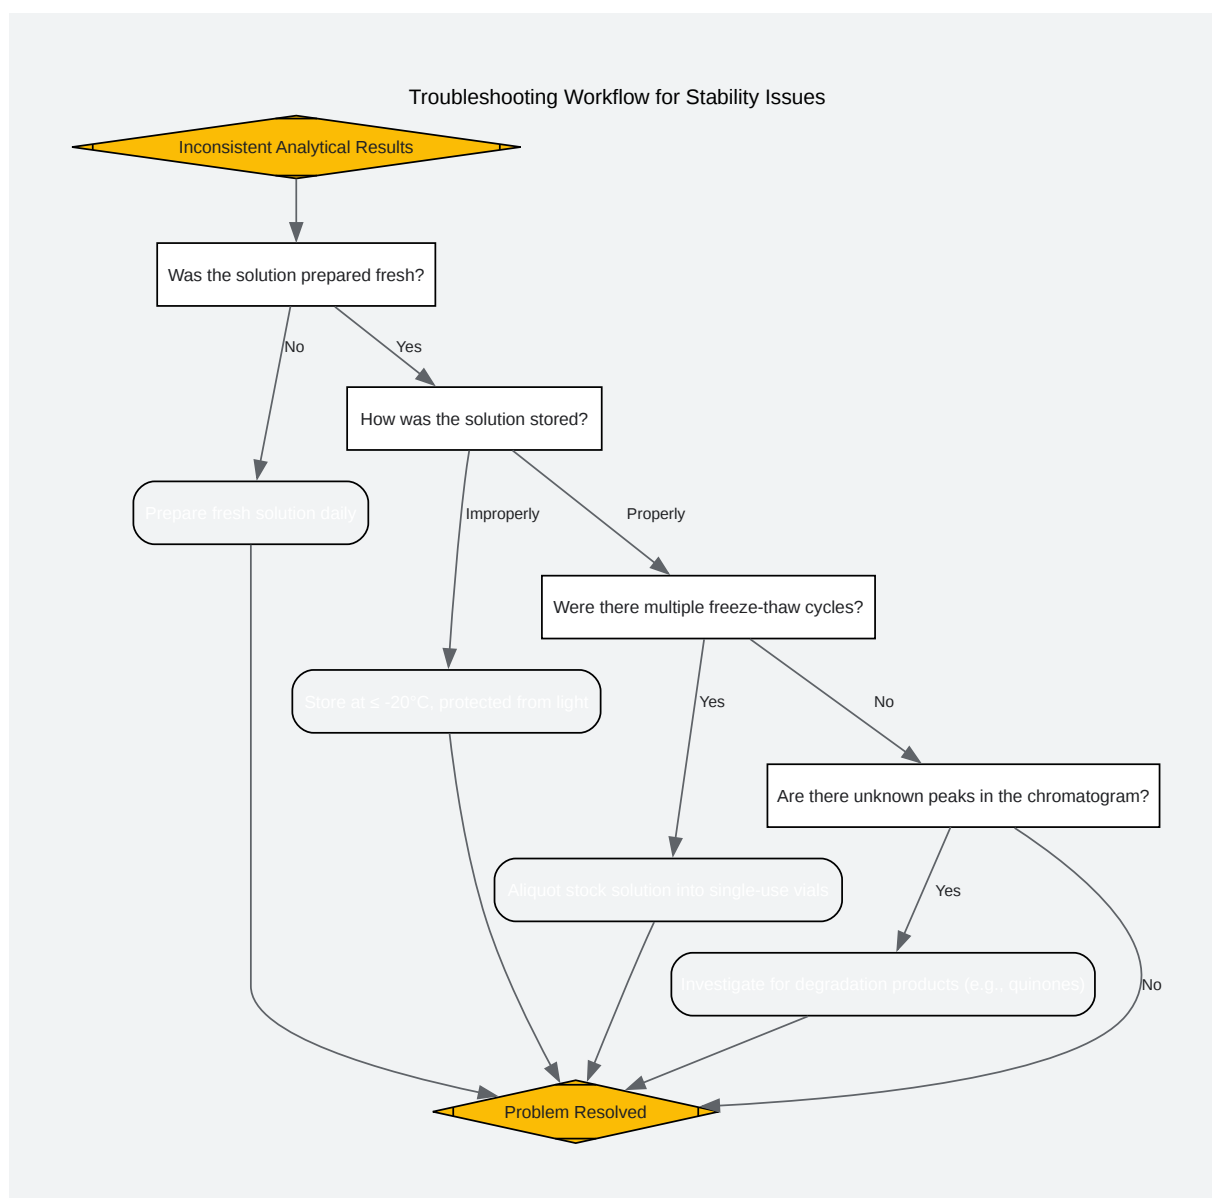 Troubleshooting Workflow for Stability Issues
Inconsistent Analytical Results
Was the solution prepared fresh?
No
Yes
How was the solution stored?
Prepare fresh solution daily
Improperly
Properly
Were there multiple freeze-thaw cycles?
Store at ≤ -20°C, protected from light
Yes
No
Are there unknown peaks in the chromatogram?
Aliquot stock solution into single-use vials
Yes
Investigate for degradation products (e.g., quinones)
No
Problem Resolved